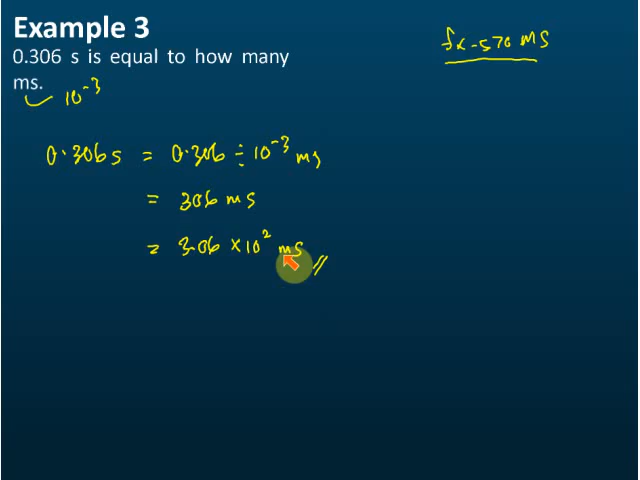 Example 3
fx-570 MS
0.306 s is equal to how many
ms. 10⁻³
0.306 s = 0.306 ÷ 10⁻³ ms
= 306 ms
= 3.06 × 10² ms //